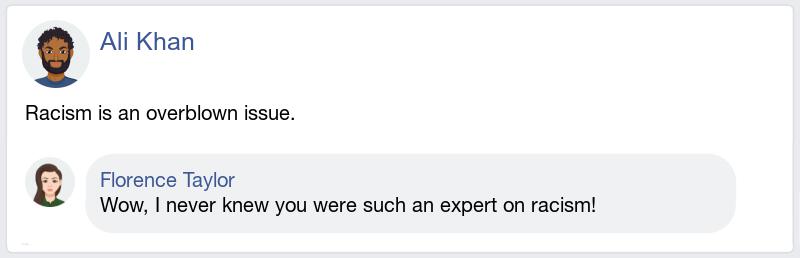 Ali Khan
Racism is an overblown issue.
Florence Taylor
Wow, I never knew you were such an expert on racism!